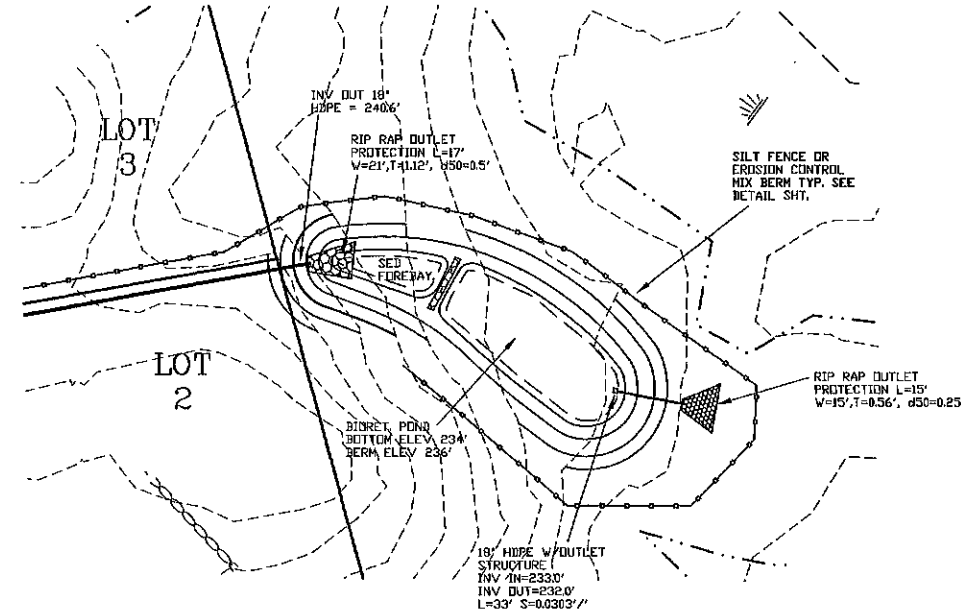 INV OUT 18"
HDPE = 240.6'
LOT
3
RIP RAP OUTLET
PROTECTION L=17'
W=21',T=1.12', d50=0.5'
SILT FENCE OR
EROSION CONTROL
MIX BERM TYP. SEE
DETAIL SHT.
SED
FOREBAY
LOT
2
RIP RAP OUTLET
PROTECTION L=15'
W=15',T=0.56', d50=0.25
BIORET POND
BOTTOM ELEV 234'
BERM ELEV 236'
18" HDPE W/OUTLET
STRUCTURE
INV IN=233.0'
INV OUT=232.0'
L=33' S=0.0303'/'